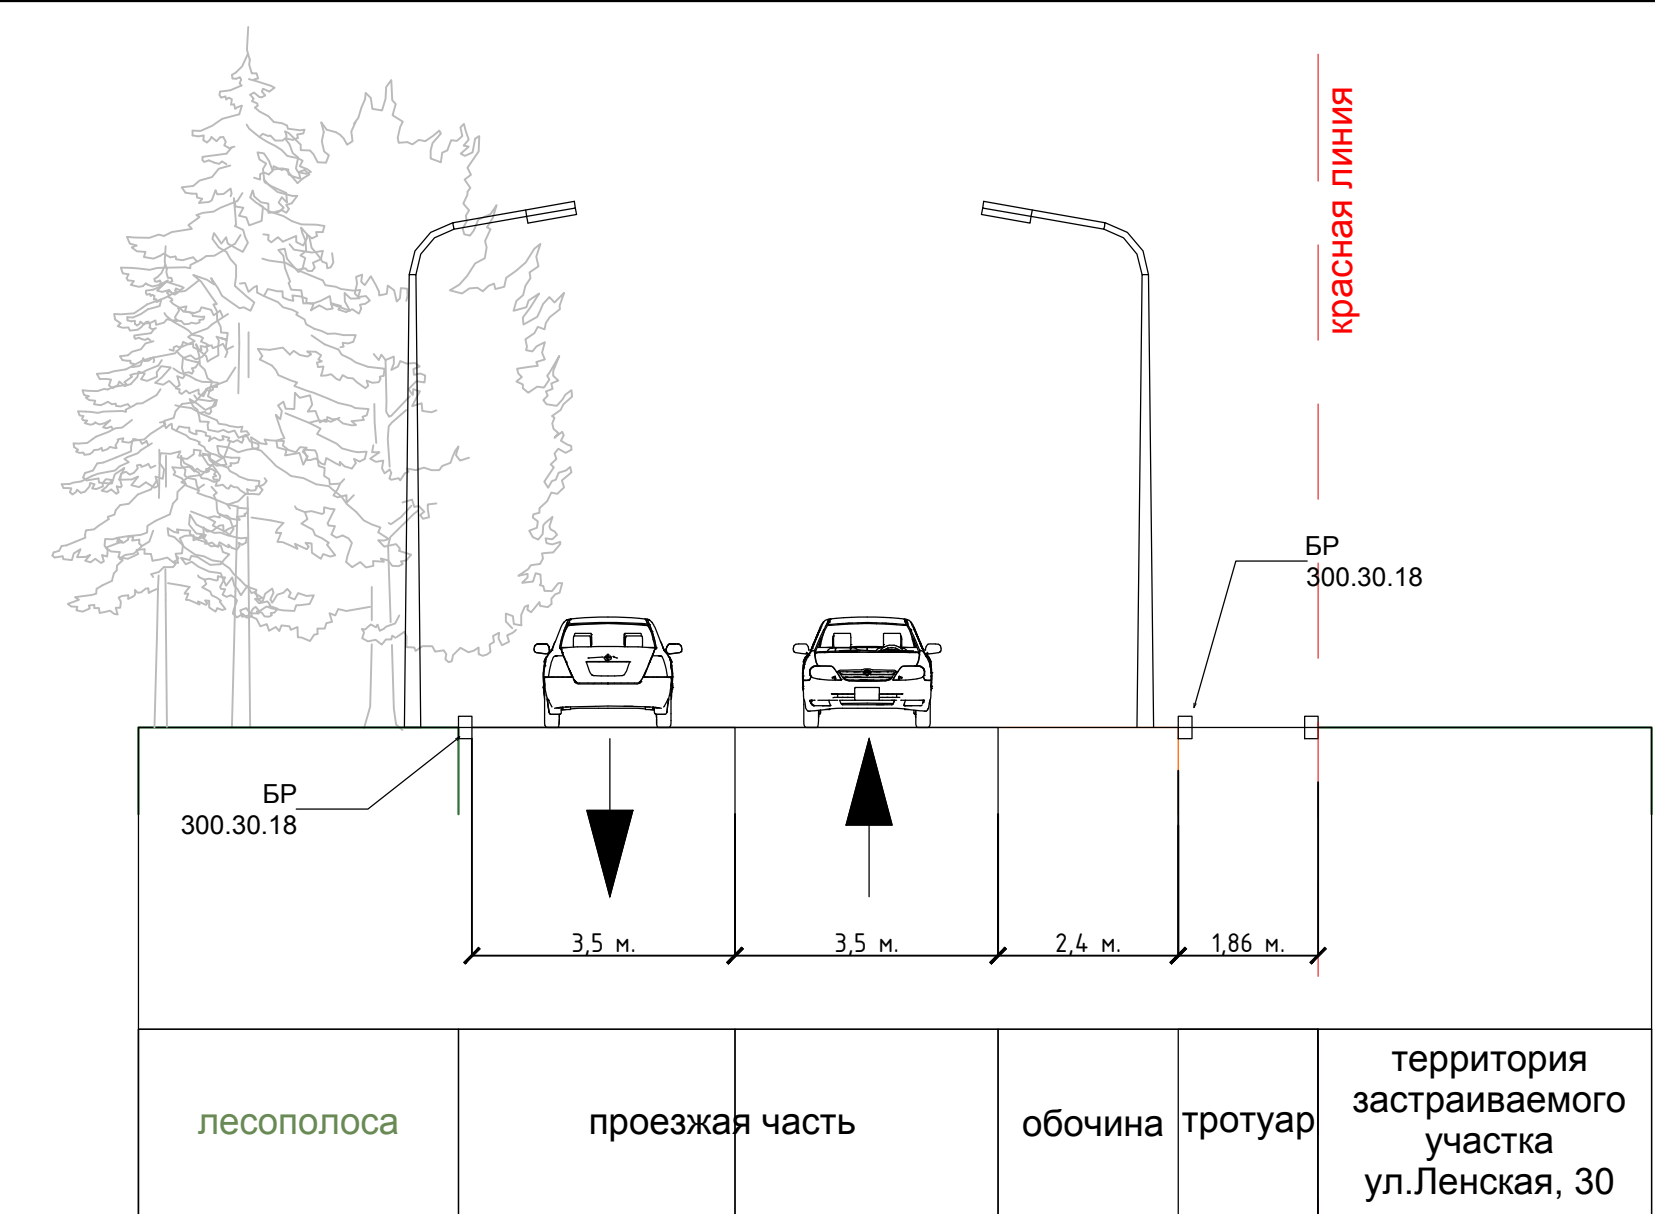 красная линия
БР
300.30.18
БР
300.30.18
3,5 м.
3,5 м.
2,4 м.
1,86 м.
лесополоса
проезжая часть
обочина
тротуар
территория
застраиваемого
участка
ул.Ленская, 30